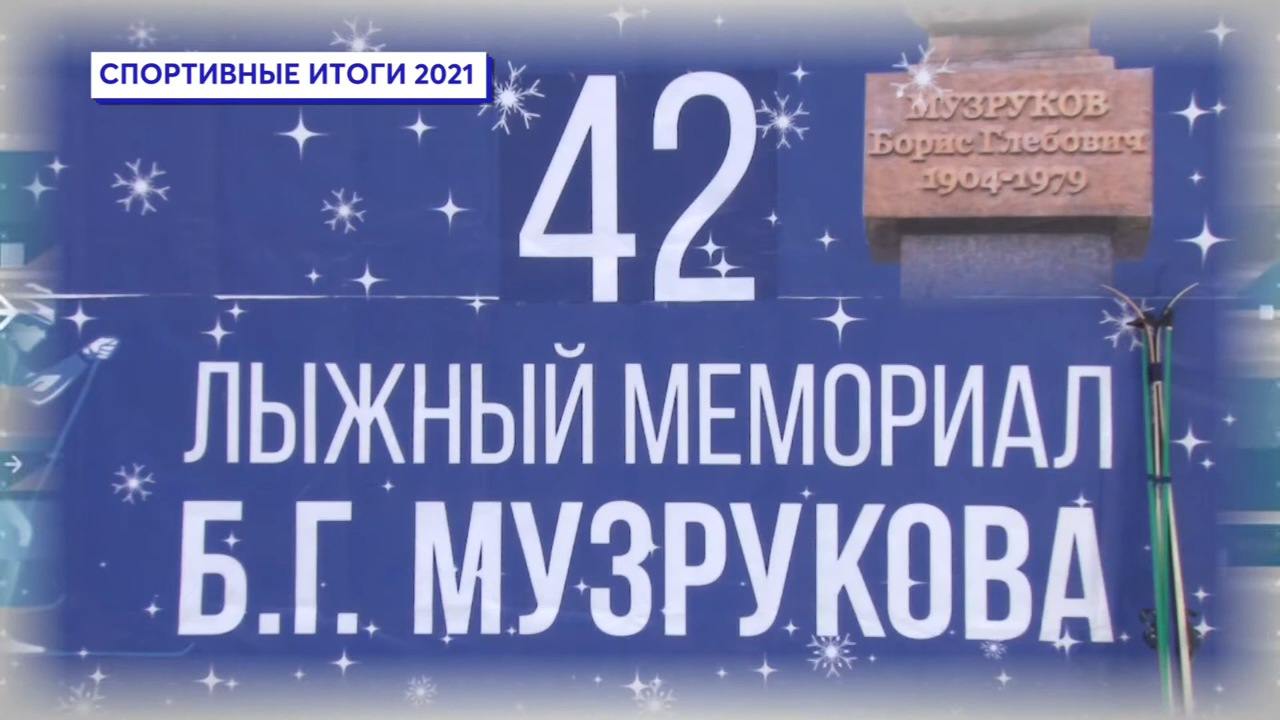 СПОРТИВНЫЕ ИТОГИ 2021
42
МУЗРУКОВ
Борис Глебович
1904-1979
ЛЫЖНЫЙ МЕМОРИАЛ
Б.Г. МУЗРУКОВА